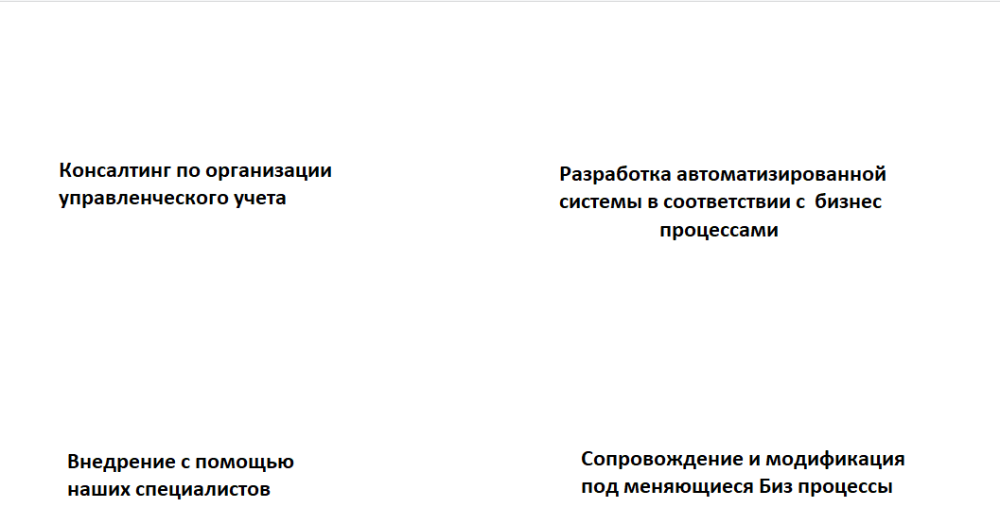 Консалтинг по организации
управленческого учета
Разработка автоматизированной
системы в соответствии с  бизнес
процессами
Внедрение с помощью
наших специалистов
Сопровождение и модификация
под меняющиеся Биз процессы